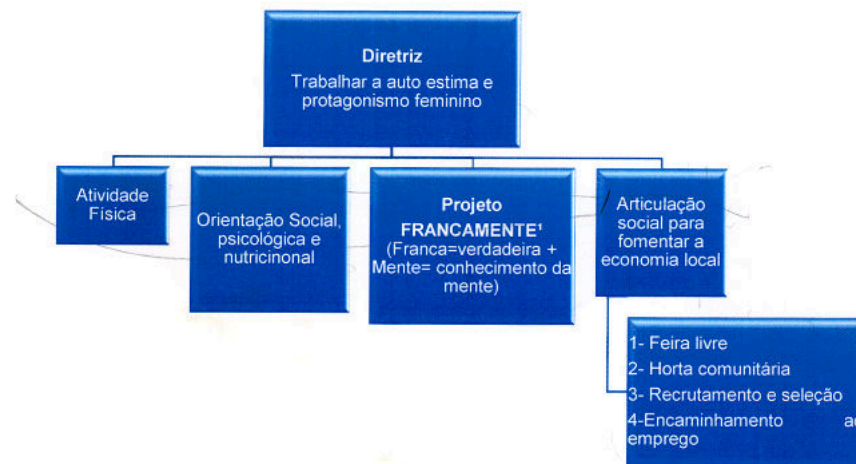 Diretriz
Trabalhar a auto estima e
protagonismo feminino
Atividade
Física
Orientação Social,
psicológica e
nutricinonal
Projeto
FRANCAMENTE¹
(Franca=verdadeira +
Mente= conhecimento da
mente)
Articulação
social para
fomentar a
economia local
1- Feira livre
2- Horta comunitária
3- Recrutamento e seleção
4-Encaminhamento
emprego